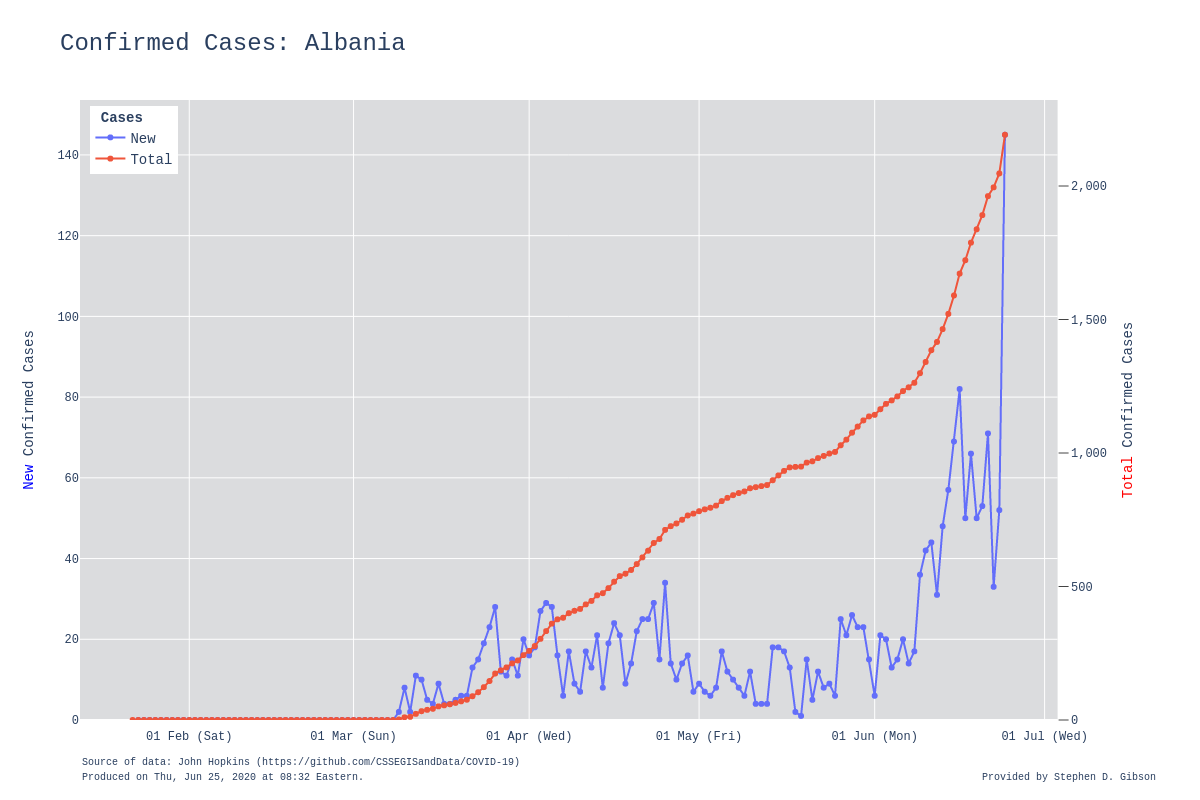 Confirmed Cases: Albania
Cases
New
Total
140
120
100
80
60
40
20
0
2,000
1,500
1,000
500
0
New Confirmed Cases
Total Confirmed Cases
01 Feb (Sat)
01 Mar (Sun)
01 Apr (Wed)
01 May (Fri)
01 Jun (Mon)
01 Jul (Wed)
Source of data: John Hopkins (https://github.com/CSSEGISandData/COVID-19)
Produced on Thu, Jun 25, 2020 at 08:32 Eastern.
Provided by Stephen D. Gibson